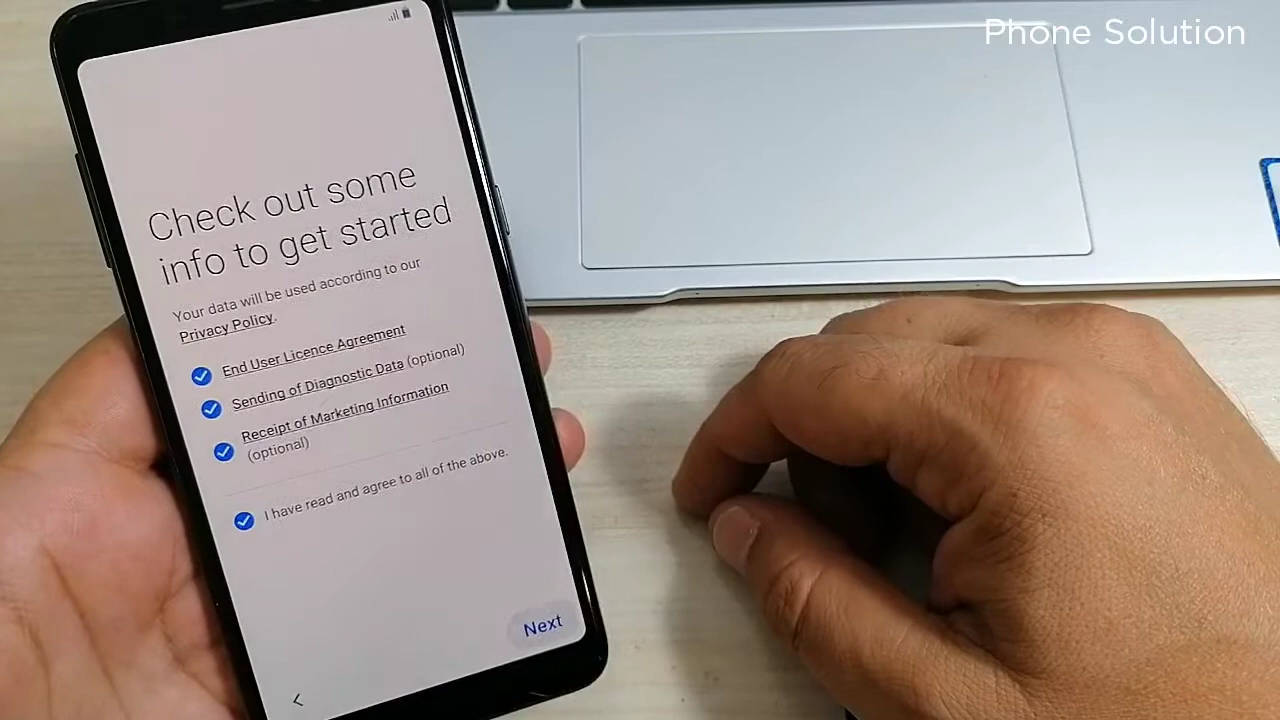 Phone Solution
Check out some
info to get started
Your data will be used according to our
Privacy Policy.
End User Licence Agreement
Sending of Diagnostic Data (optional)
Receipt of Marketing Information
(optional)
I have read and agree to all of the above.
Next